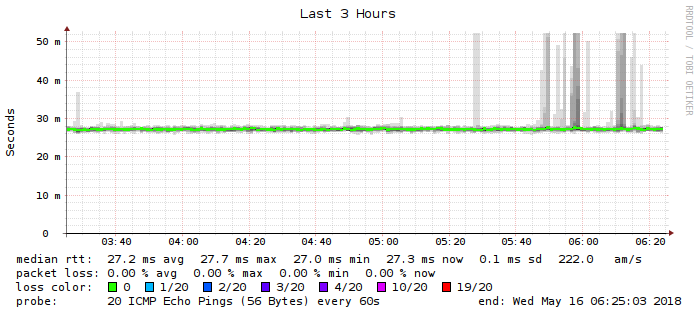 Last 3 Hours
RRDTOOL / TOBI OETIKER
Seconds
50 m
40 m
30 m
20 m
10 m
0
03:40 04:00 04:20 04:40 05:00 05:20 05:40 06:00 06:20
median rtt: 27.2 ms avg 27.7 ms max 27.0 ms min 27.3 ms now 0.1 ms sd 222.0 am/s
packet loss: 0.00 % avg 0.00 % max 0.00 % min 0.00 % now
loss color: 0 1/20 2/20 3/20 4/20 10/20 19/20
probe: 20 ICMP Echo Pings (56 Bytes) every 60s end: Wed May 16 06:25:03 2018